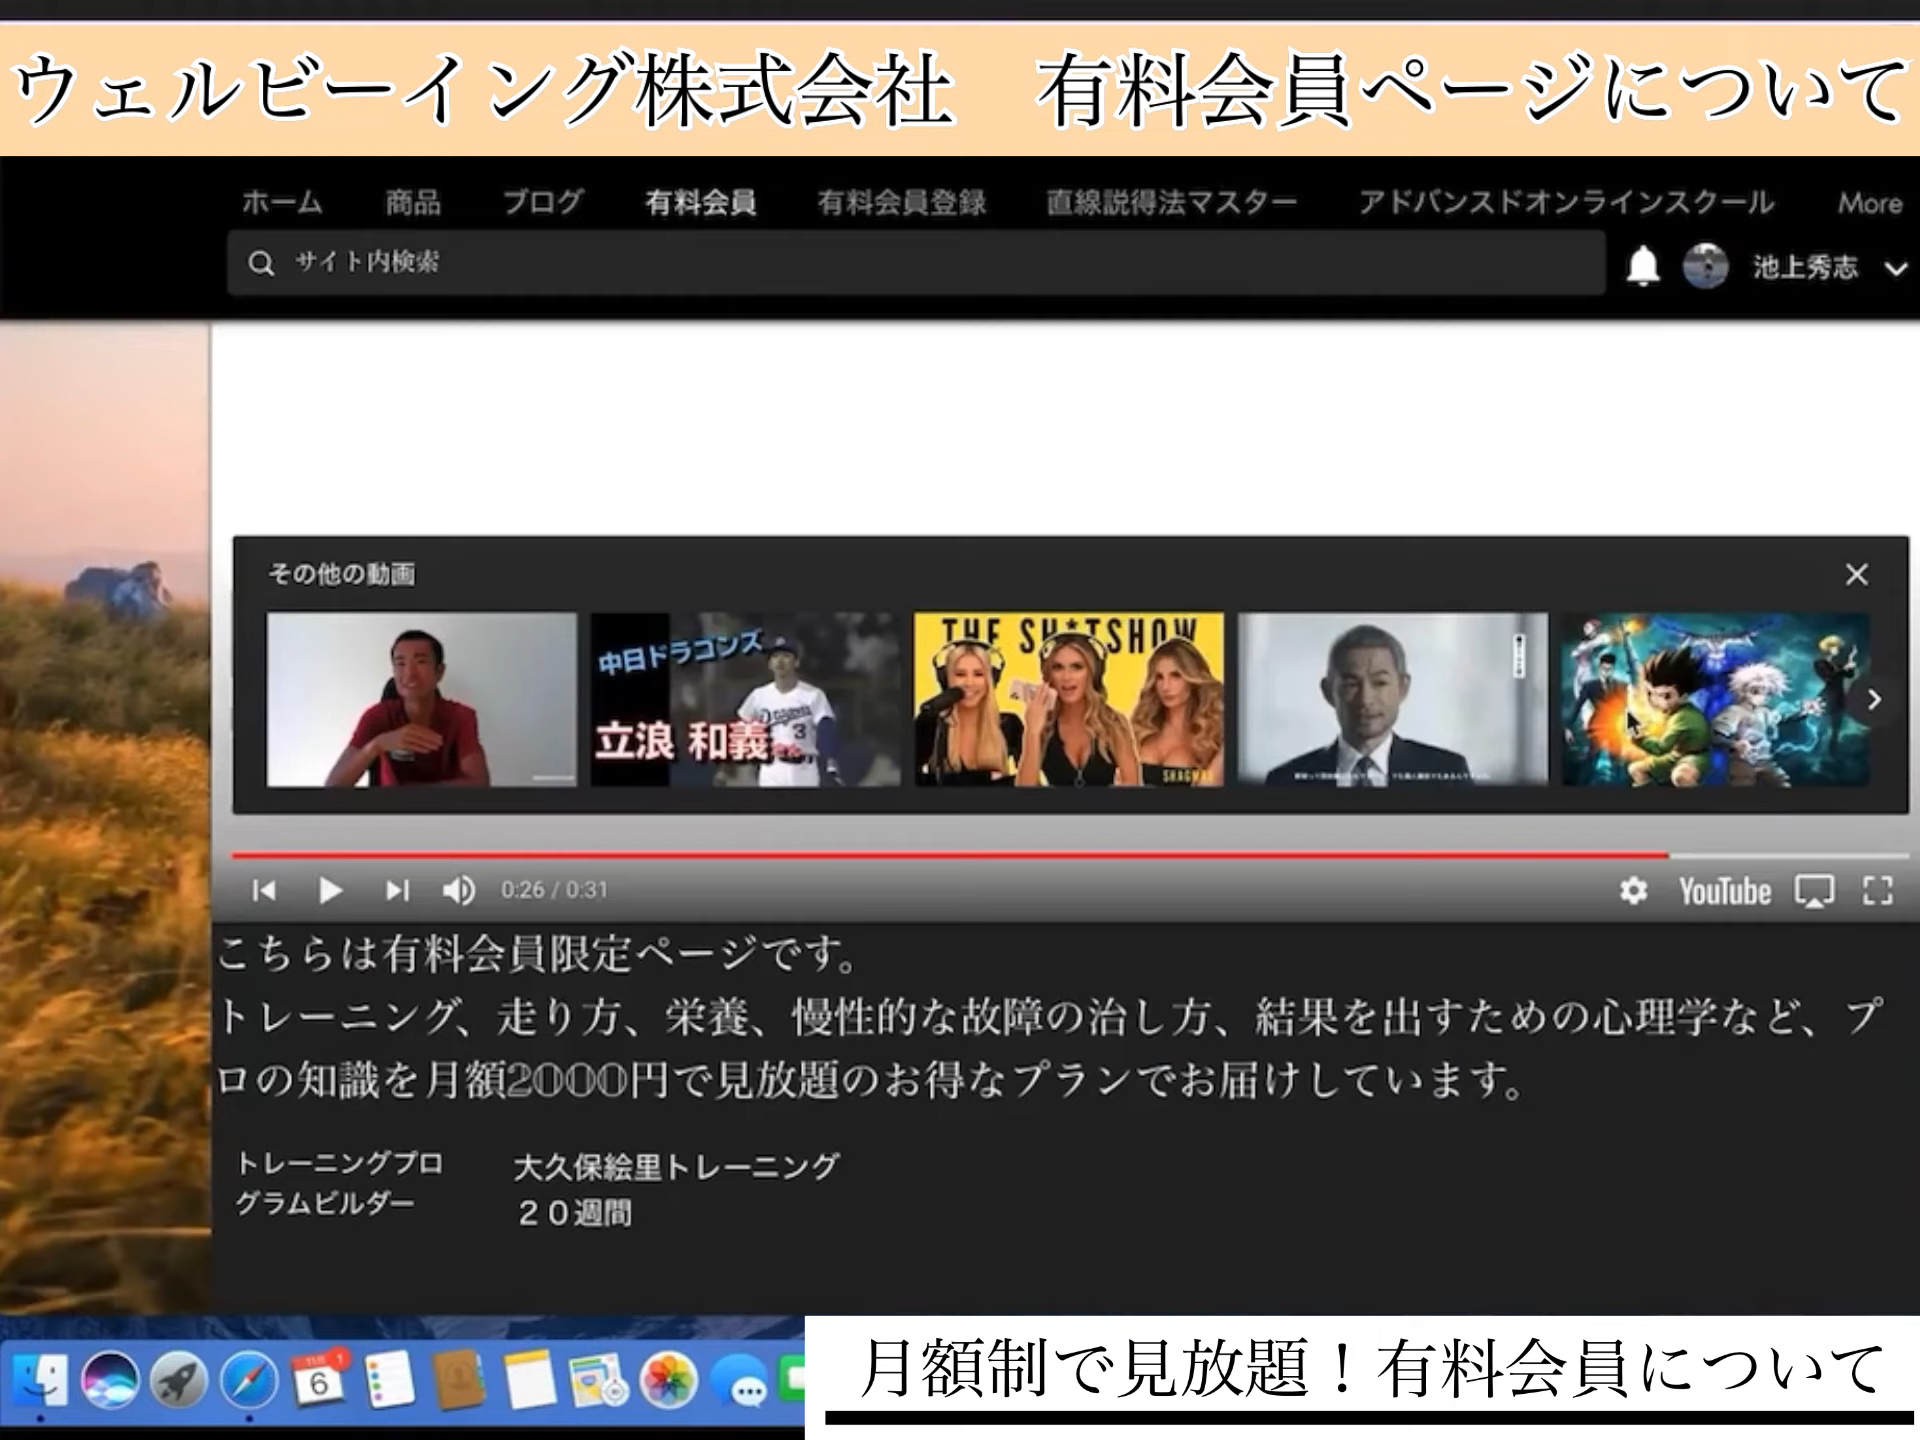 ウェルビーイング株式会社　有料会員ページについて
ホーム 商品 ブログ 有料会員 有料会員登録 直線説得法マスター アドバンスドオンラインスクール More
サイト内検索
池上秀志
その他の動画
中日ドラゴンズ
立浪 和義
Dragons
3
THE SH*TSHOW
0:26 / 0:31
YouTube
こちらは有料会員限定ページです。
トレーニング、走り方、栄養、慢性的な故障の治し方、結果を出すための心理学など、プ
ロの知識を月額2000円で見放題のお得なプランでお届けしています。
トレーニングプロ
グラムビルダー
大久保絵里トレーニング
２０週間
1
6
月額制で見放題！有料会員について